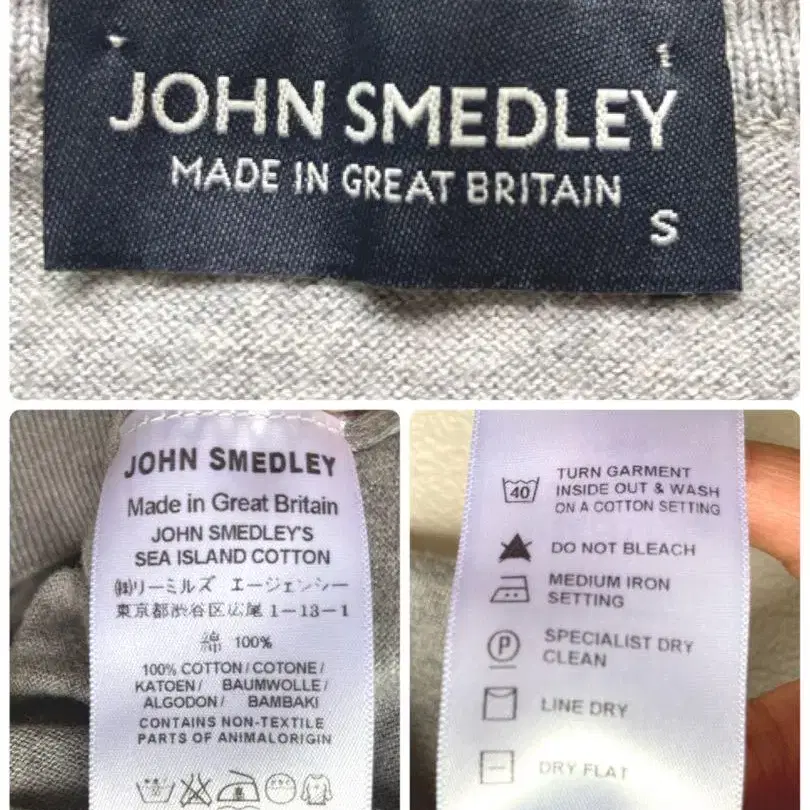 JOHN SMEDLEY
MADE IN GREAT BRITAIN
S
JOHN SMEDLEY
Made in Great Britain
JOHN SMEDLEY'S
SEA ISLAND COTTON
㈱リーミルズ エージェンシー
東京都渋谷区広尾1-13-1
綿 100%
100% COTTON / COTONE /
KATOEN / BAUMWOLLE /
ALGODON / BAMBAKI
CONTAINS NON-TEXTILE
PARTS OF ANIMALORIGIN
40
TURN GARMENT
INSIDE OUT & WASH
ON A COTTON SETTING
DO NOT BLEACH
MEDIUM IRON
SETTING
P
SPECIALIST DRY
CLEAN
LINE DRY
DRY FLAT